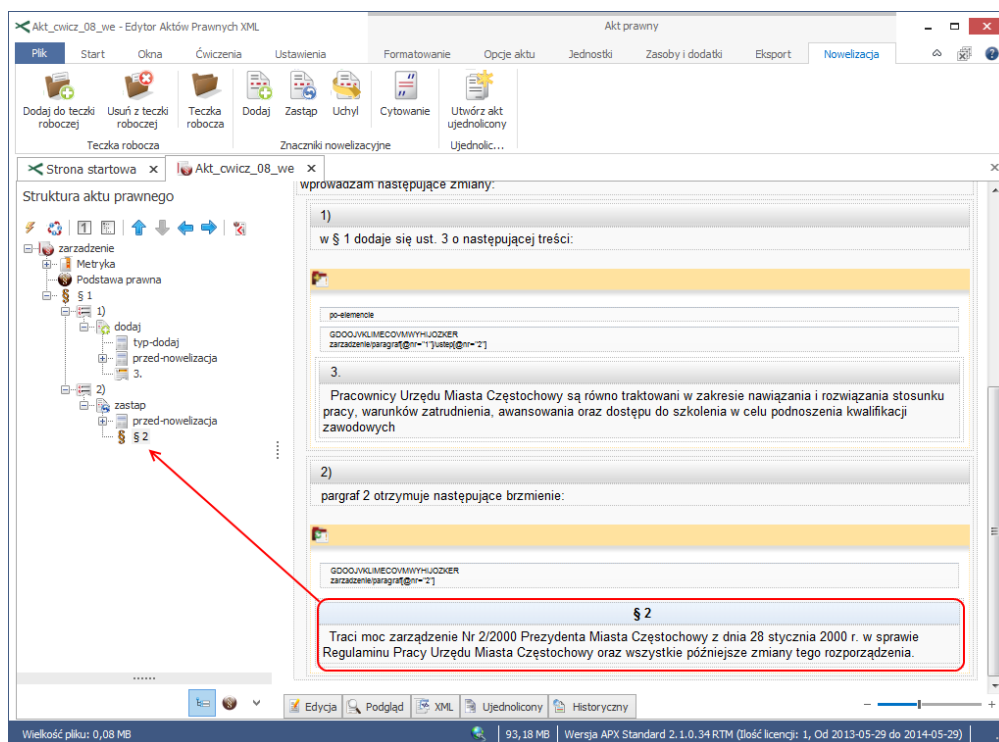 Akt_cwicz_08_we - Edytor Aktów Prawnych XML
Akt prawny
Plik Start Okna Ćwiczenia Ustawienia Formatowanie Opcje aktu Jednostki Zasoby i dodatki Eksport Nowelizacja
Dodaj do teczki roboczej
Usuń z teczki roboczej
Teczka robocza
Dodaj
Zastąp
Uchyl
Cytowanie
Utwórz akt ujednolicony
Teczka robocza
Znaczniki nowelizacyjne
Ujednolic...
Strona startowa x
Akt_cwicz_08_we x
Struktura aktu prawnego
zarzadzenie
Metryka
Podstawa prawna
§ 1
1)
dodaj
typ-dodaj
przed-nowelizacja
3.
2)
zastap
przed-nowelizacja
§ 2
wprowadzam następujące zmiany:
1)
w § 1 dodaje się ust. 3 o następującej treści:
po-elemencie
GDOOJVKLIMECOVMWYHIJOZKER
zarzadzenie/paragraf[@nr="1"]/ustep[@nr="2"]
3.
Pracownicy Urzędu Miasta Częstochowy są równo traktowani w zakresie nawiązania i rozwiązania stosunku
pracy, warunków zatrudnienia, awansowania oraz dostępu do szkolenia w celu podnoszenia kwalifikacji
zawodowych
2)
pargraf 2 otrzymuje następujące brzmienie:
GDOOJVKLIMECOVMWYHIJOZKER
zarzadzenie/paragraf[@nr="2"]
§ 2
Traci moc zarządzenie Nr 2/2000 Prezydenta Miasta Częstochowy z dnia 28 stycznia 2000 r. w sprawie
Regulaminu Pracy Urzędu Miasta Częstochowy oraz wszystkie późniejsze zmiany tego rozporządzenia.
Edycja Podgląd XML Ujednolicony Historyczny
Wielkość pliku: 0,08 MB
93,18 MB
Wersja APX Standard 2.1.0.34 RTM (Ilość licencji: 1, Od 2013-05-29 do 2014-05-29)